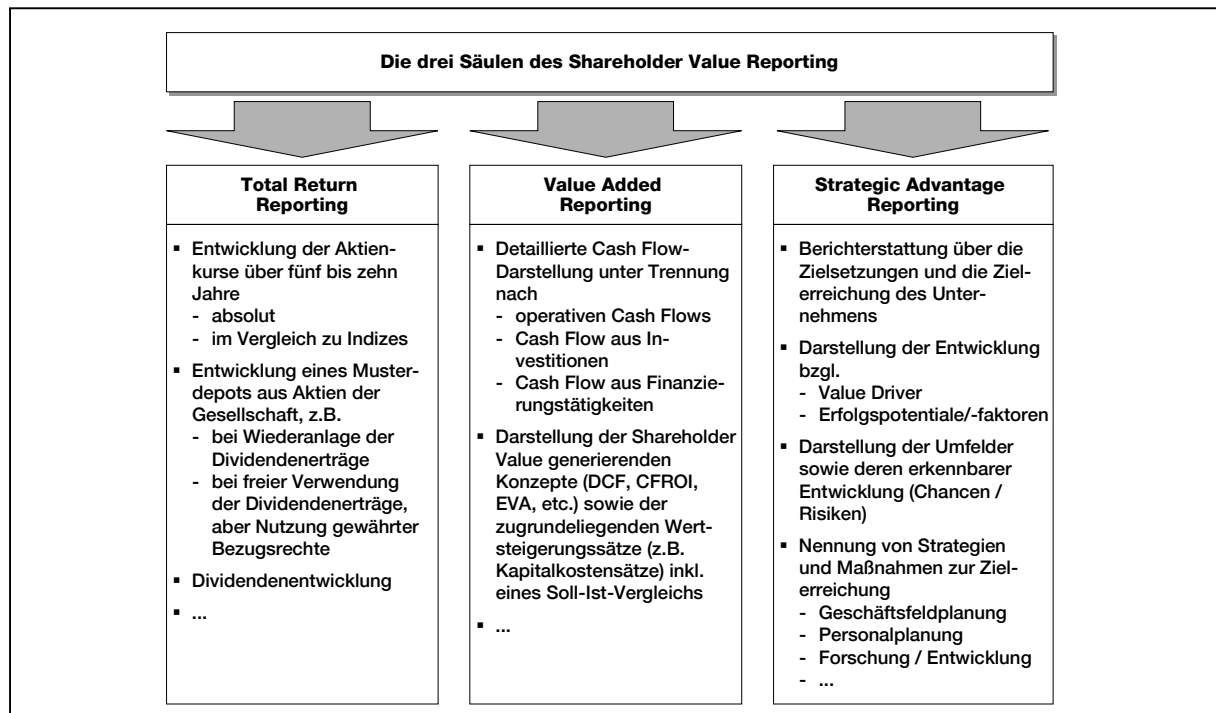 Die drei Säulen des Shareholder Value Reporting
Total Return
Reporting
▪ Entwicklung der Aktien-
kurse über fünf bis zehn
Jahre
- absolut
- im Vergleich zu Indizes
▪ Entwicklung eines Muster-
depots aus Aktien der
Gesellschaft, z.B.
- bei Wiederanlage der
Dividendenerträge
- bei freier Verwendung
der Dividendenerträge,
aber Nutzung gewährter
Bezugsrechte
▪ Dividendenentwicklung
▪ ...
Value Added
Reporting
▪ Detaillierte Cash Flow-
Darstellung unter Trennung
nach
- operativen Cash Flows
- Cash Flow aus In-
vestitionen
- Cash Flow aus Finanzie-
rungstätigkeiten
▪ Darstellung der Shareholder
Value generierenden
Konzepte (DCF, CFROI,
EVA, etc.) sowie der
zugrundeliegenden Wert-
steigerungssätze (z.B.
Kapitalkostensätze) inkl.
eines Soll-Ist-Vergleichs
▪ ...
Strategic Advantage
Reporting
▪ Berichterstattung über die
Zielsetzungen und die Ziel-
erreichung des Unter-
nehmens
▪ Darstellung der Entwicklung
bzgl.
- Value Driver
- Erfolgspotentiale/-faktoren
▪ Darstellung der Umfelder
sowie deren erkennbarer
Entwicklung (Chancen /
Risiken)
▪ Nennung von Strategien
und Maßnahmen zur Ziel-
erreichung
- Geschäftsfeldplanung
- Personalplanung
- Forschung / Entwicklung
- ...